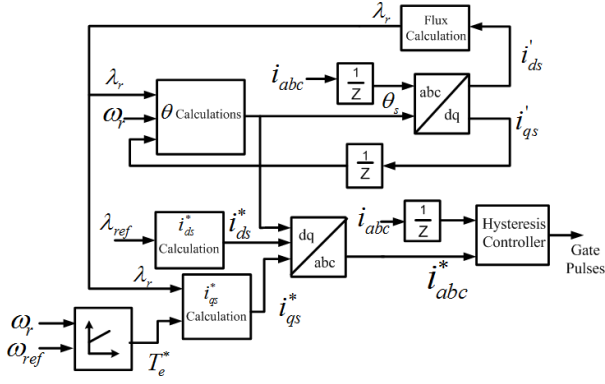 λr
Flux
Calculation
i'ds
iabc
1/Z
abc
dq
θs
λr
ωr
θ Calculations
i'qs
1/Z
λref
i*ds
Calculation
i*ds
dq
abc
iabc
1/Z
Hysteresis
Controller
Gate
Pulses
i*abc
λr
i*qs
Calculation
i*qs
ωr
ωref
T*e